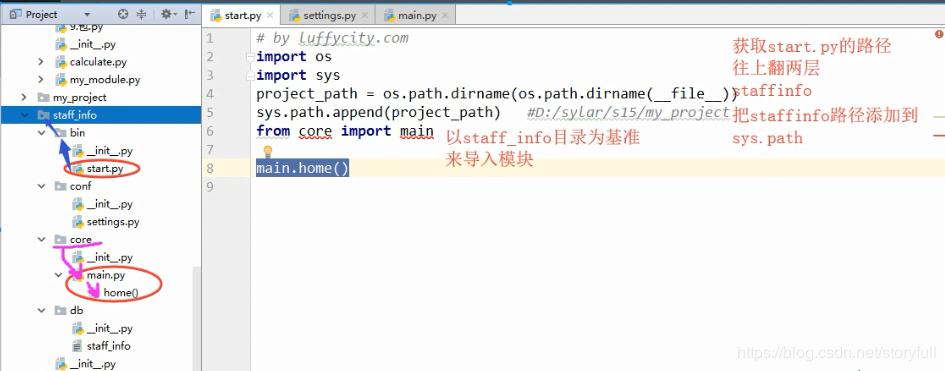 Project
start.py
settings.py
main.py
9.包.py
__init__.py
calculate.py
my_module.py
my_project
staff_info
bin
__init__.py
start.py
conf
__init__.py
settings.py
core
__init__.py
main.py
home()
db
__init__.py
staff_info
__init__.py
1 # by luffycity.com
2 import os
3 import sys
4 project_path = os.path.dirname(os.path.dirname(__file__))
5 sys.path.append(project_path) #D:/sylar/s15/my_project
6 from core import main
7
8 main.home()
9
获取start.py的路径
往上翻两层
staffinfo
把staffinfo路径添加到
sys.path
以staff_info目录为基准
来导入模块
https://blog.csdn.net/storyfull